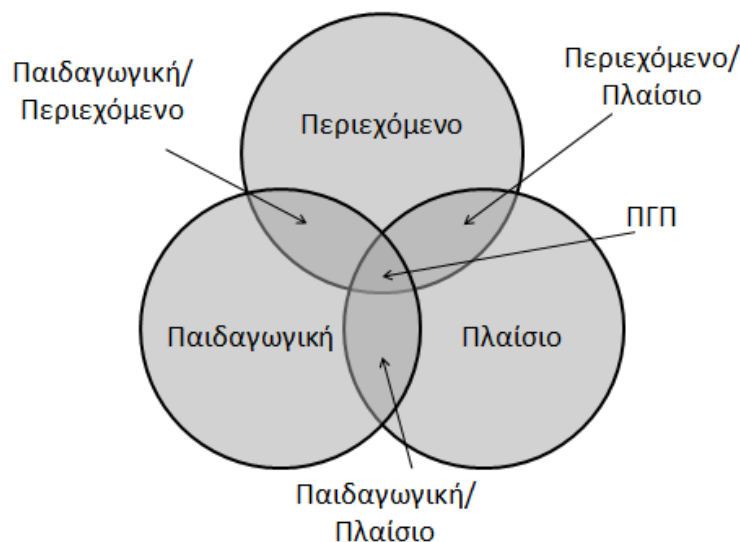 Παιδαγωγική/
Περιεχόμενο
Περιεχόμενο/
Πλαίσιο
Περιεχόμενο
ΠΓΠ
Παιδαγωγική
Πλαίσιο
Παιδαγωγική/
Πλαίσιο